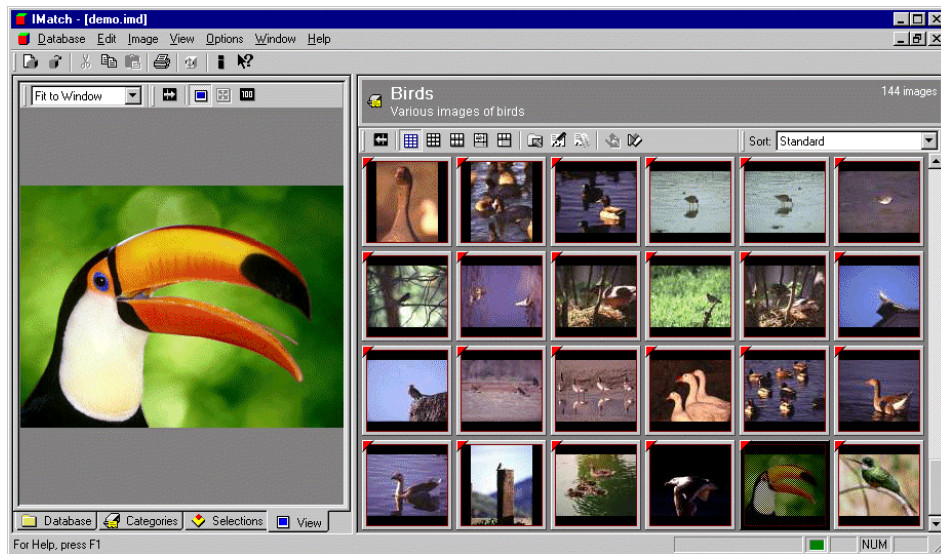 IMatch - [demo.imd]
Database Edit Image View Options Window Help
Fit to Window
100
Birds
Various images of birds
144 images
Sort: Standard
Database Categories Selections View
For Help, press F1
NUM